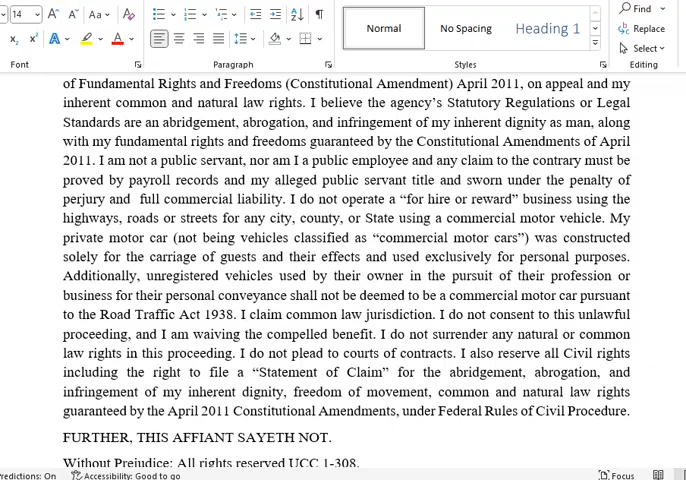 14 A^ A˅ Aa A Find
x₂ x² A A Normal No Spacing Heading 1 Replace
Select
Font Paragraph Styles Editing
of Fundamental Rights and Freedoms (Constitutional Amendment) April 2011, on appeal and my
inherent common and natural law rights. I believe the agency's Statutory Regulations or Legal
Standards are an abridgement, abrogation, and infringement of my inherent dignity as man, along
with my fundamental rights and freedoms guaranteed by the Constitutional Amendments of April
2011. I am not a public servant, nor am I a public employee and any claim to the contrary must be
proved by payroll records and my alleged public servant title and sworn under the penalty of
perjury and full commercial liability. I do not operate a “for hire or reward” business using the
highways, roads or streets for any city, county, or State using a commercial motor vehicle. My
private motor car (not being vehicles classified as “commercial motor cars”) was constructed
solely for the carriage of guests and their effects and used exclusively for personal purposes.
Additionally, unregistered vehicles used by their owner in the pursuit of their profession or
business for their personal conveyance shall not be deemed to be a commercial motor car pursuant
to the Road Traffic Act 1938. I claim common law jurisdiction. I do not consent to this unlawful
proceeding, and I am waiving the compelled benefit. I do not surrender any natural or common
law rights in this proceeding. I do not plead to courts of contracts. I also reserve all Civil rights
including the right to file a “Statement of Claim” for the abridgement, abrogation, and
infringement of my inherent dignity, freedom of movement, common and natural law rights
guaranteed by the April 2011 Constitutional Amendments, under Federal Rules of Civil Procedure.
FURTHER, THIS AFFIANT SAYETH NOT.
Without Prejudice: All rights reserved UCC 1-308.
redictions: On Accessibility: Good to go Focus